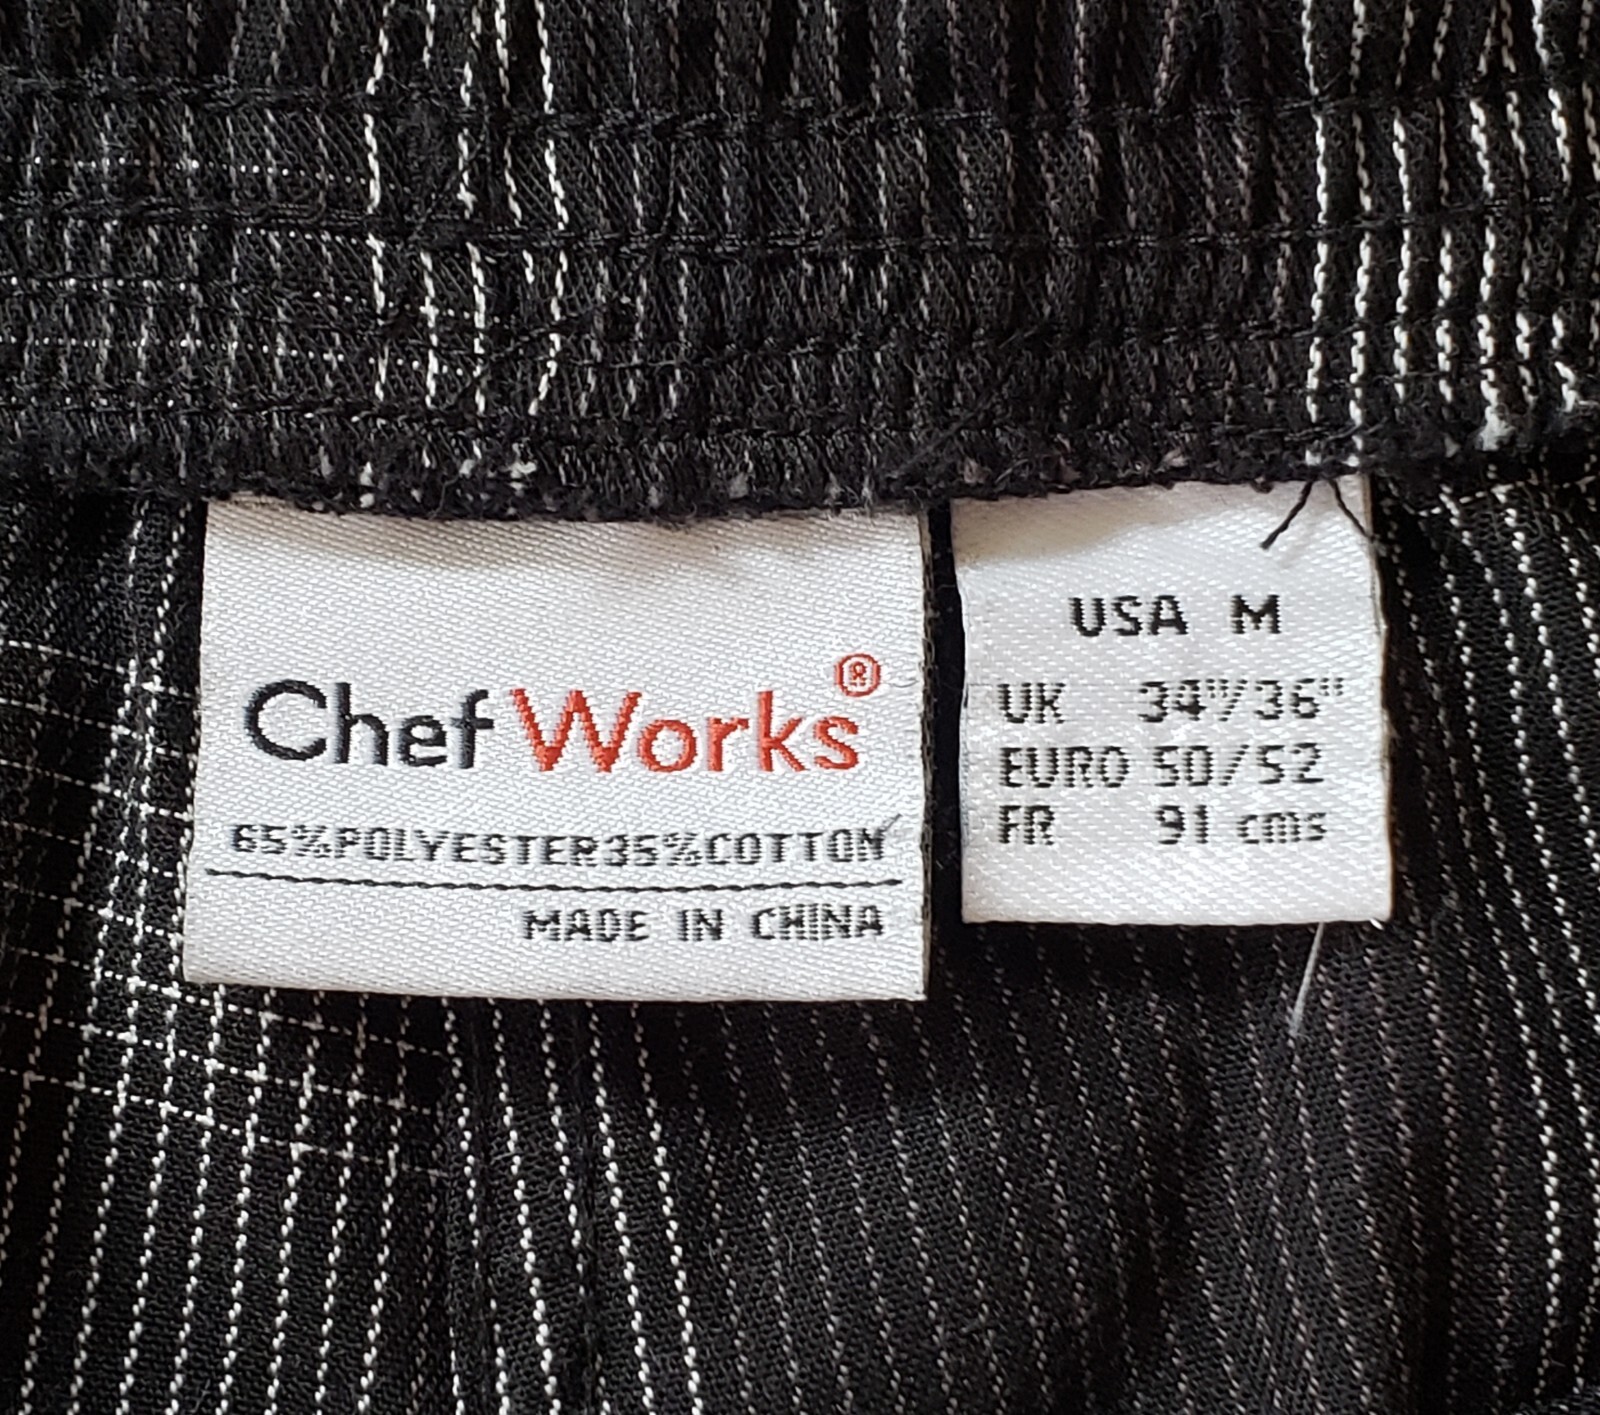 Chef Works®
65%POLYESTER35%COTTON
MADE IN CHINA
USA M
UK 34"/36"
EURO 50/52
FR 91 cms